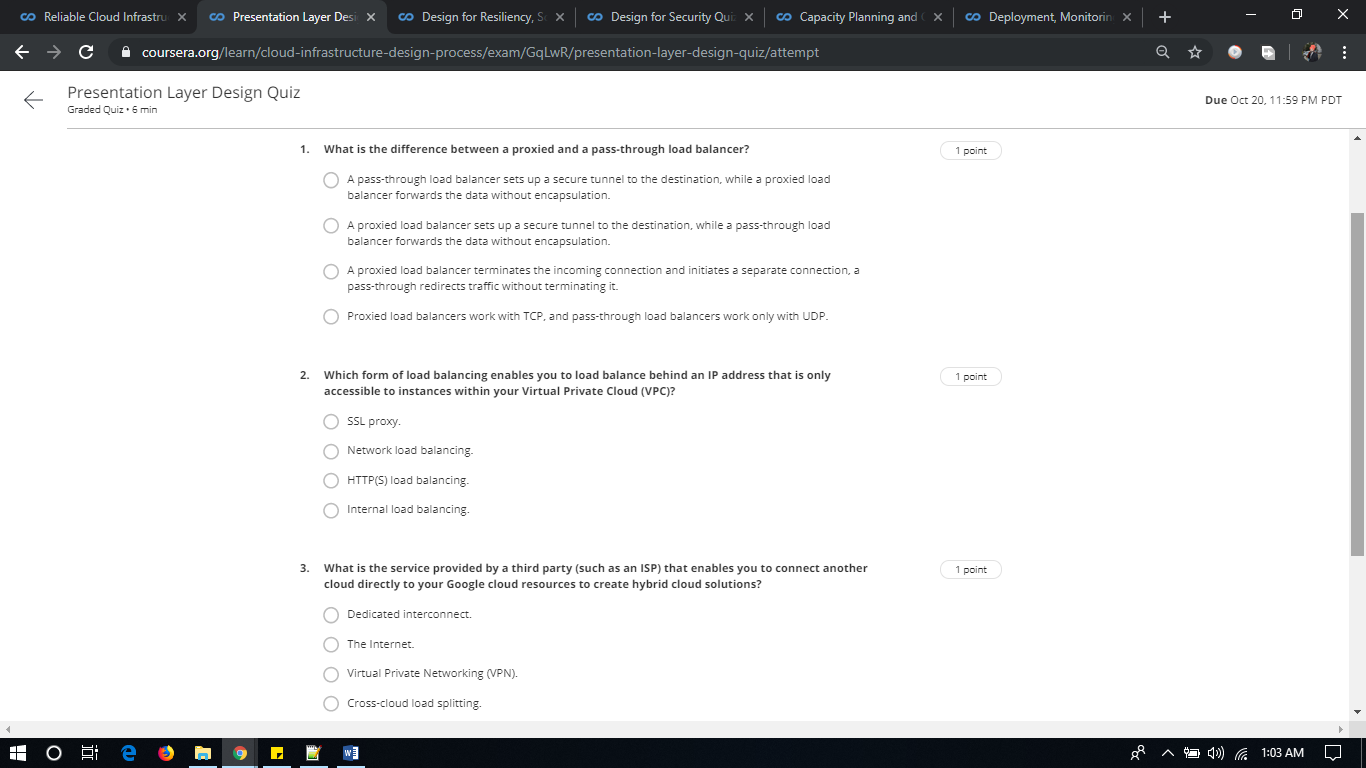 Reliable Cloud Infrastru
Presentation Layer Desi
Design for Resiliency, S
Design for Security Qui
Capacity Planning and
Deployment, Monitorin
coursera.org/learn/cloud-infrastructure-design-process/exam/GqLwR/presentation-layer-design-quiz/attempt
Presentation Layer Design Quiz
Graded Quiz • 6 min
Due Oct 20, 11:59 PM PDT
1. What is the difference between a proxied and a pass-through load balancer?
1 point
A pass-through load balancer sets up a secure tunnel to the destination, while a proxied load
balancer forwards the data without encapsulation.
A proxied load balancer sets up a secure tunnel to the destination, while a pass-through load
balancer forwards the data without encapsulation.
A proxied load balancer terminates the incoming connection and initiates a separate connection, a
pass-through redirects traffic without terminating it.
Proxied load balancers work with TCP, and pass-through load balancers work only with UDP.
2. Which form of load balancing enables you to load balance behind an IP address that is only
accessible to instances within your Virtual Private Cloud (VPC)?
1 point
SSL proxy.
Network load balancing.
HTTP(S) load balancing.
Internal load balancing.
3. What is the service provided by a third party (such as an ISP) that enables you to connect another
cloud directly to your Google cloud resources to create hybrid cloud solutions?
1 point
Dedicated interconnect.
The Internet.
Virtual Private Networking (VPN).
Cross-cloud load splitting.
1:03 AM